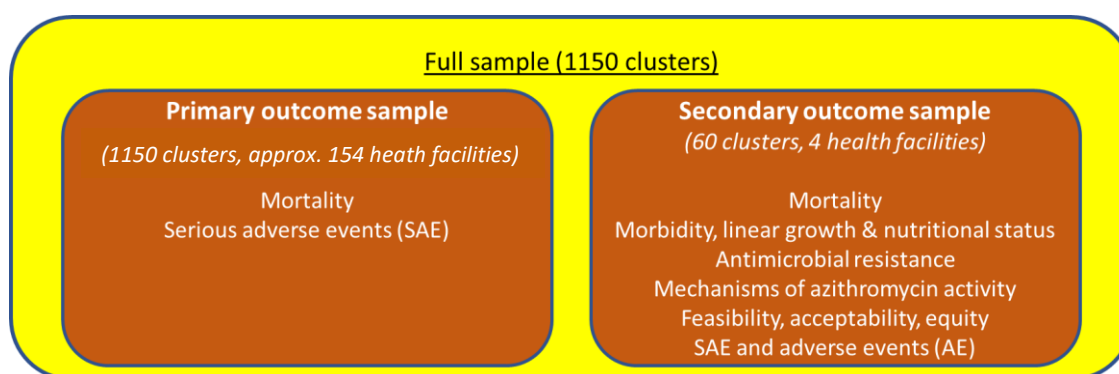 Full sample (1150 clusters)
Primary outcome sample
(1150 clusters, approx. 154 heath facilities)
Mortality
Serious adverse events (SAE)
Secondary outcome sample
(60 clusters, 4 health facilities)
Mortality
Morbidity, linear growth & nutritional status
Antimicrobial resistance
Mechanisms of azithromycin activity
Feasibility, acceptability, equity
SAE and adverse events (AE)